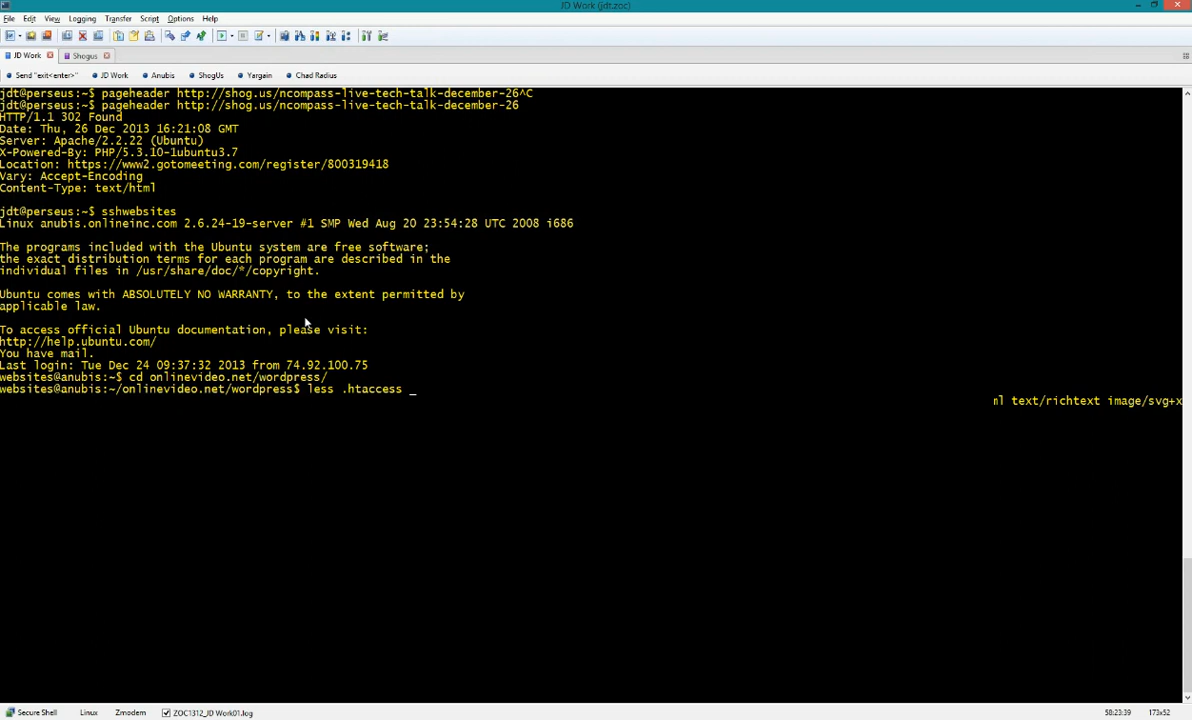 JD Work (jdt.zoc)
File Edit View Logging Transfer Script Options Help
JD Work Shogus
Send "exit<enter>" JD Work Anubis ShogUs Yargain Chad Radius
jdt@perseus:~$ pageheader http://shog.us/ncompass-live-tech-talk-december-26^C
jdt@perseus:~$ pageheader http://shog.us/ncompass-live-tech-talk-december-26
HTTP/1.1 302 Found
Date: Thu, 26 Dec 2013 16:21:08 GMT
Server: Apache/2.2.22 (Ubuntu)
X-Powered-By: PHP/5.3.10-1ubuntu3.7
Location: https://www2.gotomeeting.com/register/800319418
Vary: Accept-Encoding
Content-Type: text/html
jdt@perseus:~$ sshwebsites
Linux anubis.onlineinc.com 2.6.24-19-server #1 SMP Wed Aug 20 23:54:28 UTC 2008 i686
The programs included with the Ubuntu system are free software;
the exact distribution terms for each program are described in the
individual files in /usr/share/doc/*/copyright.
Ubuntu comes with ABSOLUTELY NO WARRANTY, to the extent permitted by
applicable law.
To access official Ubuntu documentation, please visit:
http://help.ubuntu.com/
You have mail.
Last login: Tue Dec 24 09:37:32 2013 from 74.92.100.75
websites@anubis:~$ cd onlinevideo.net/wordpress/
websites@anubis:~/onlinevideo.net/wordpress$ less .htaccess _
ml text/richtext image/svg+x
Secure Shell Linux Zmodem ZOC1312_JD Work01.log 58:23:39 173x52